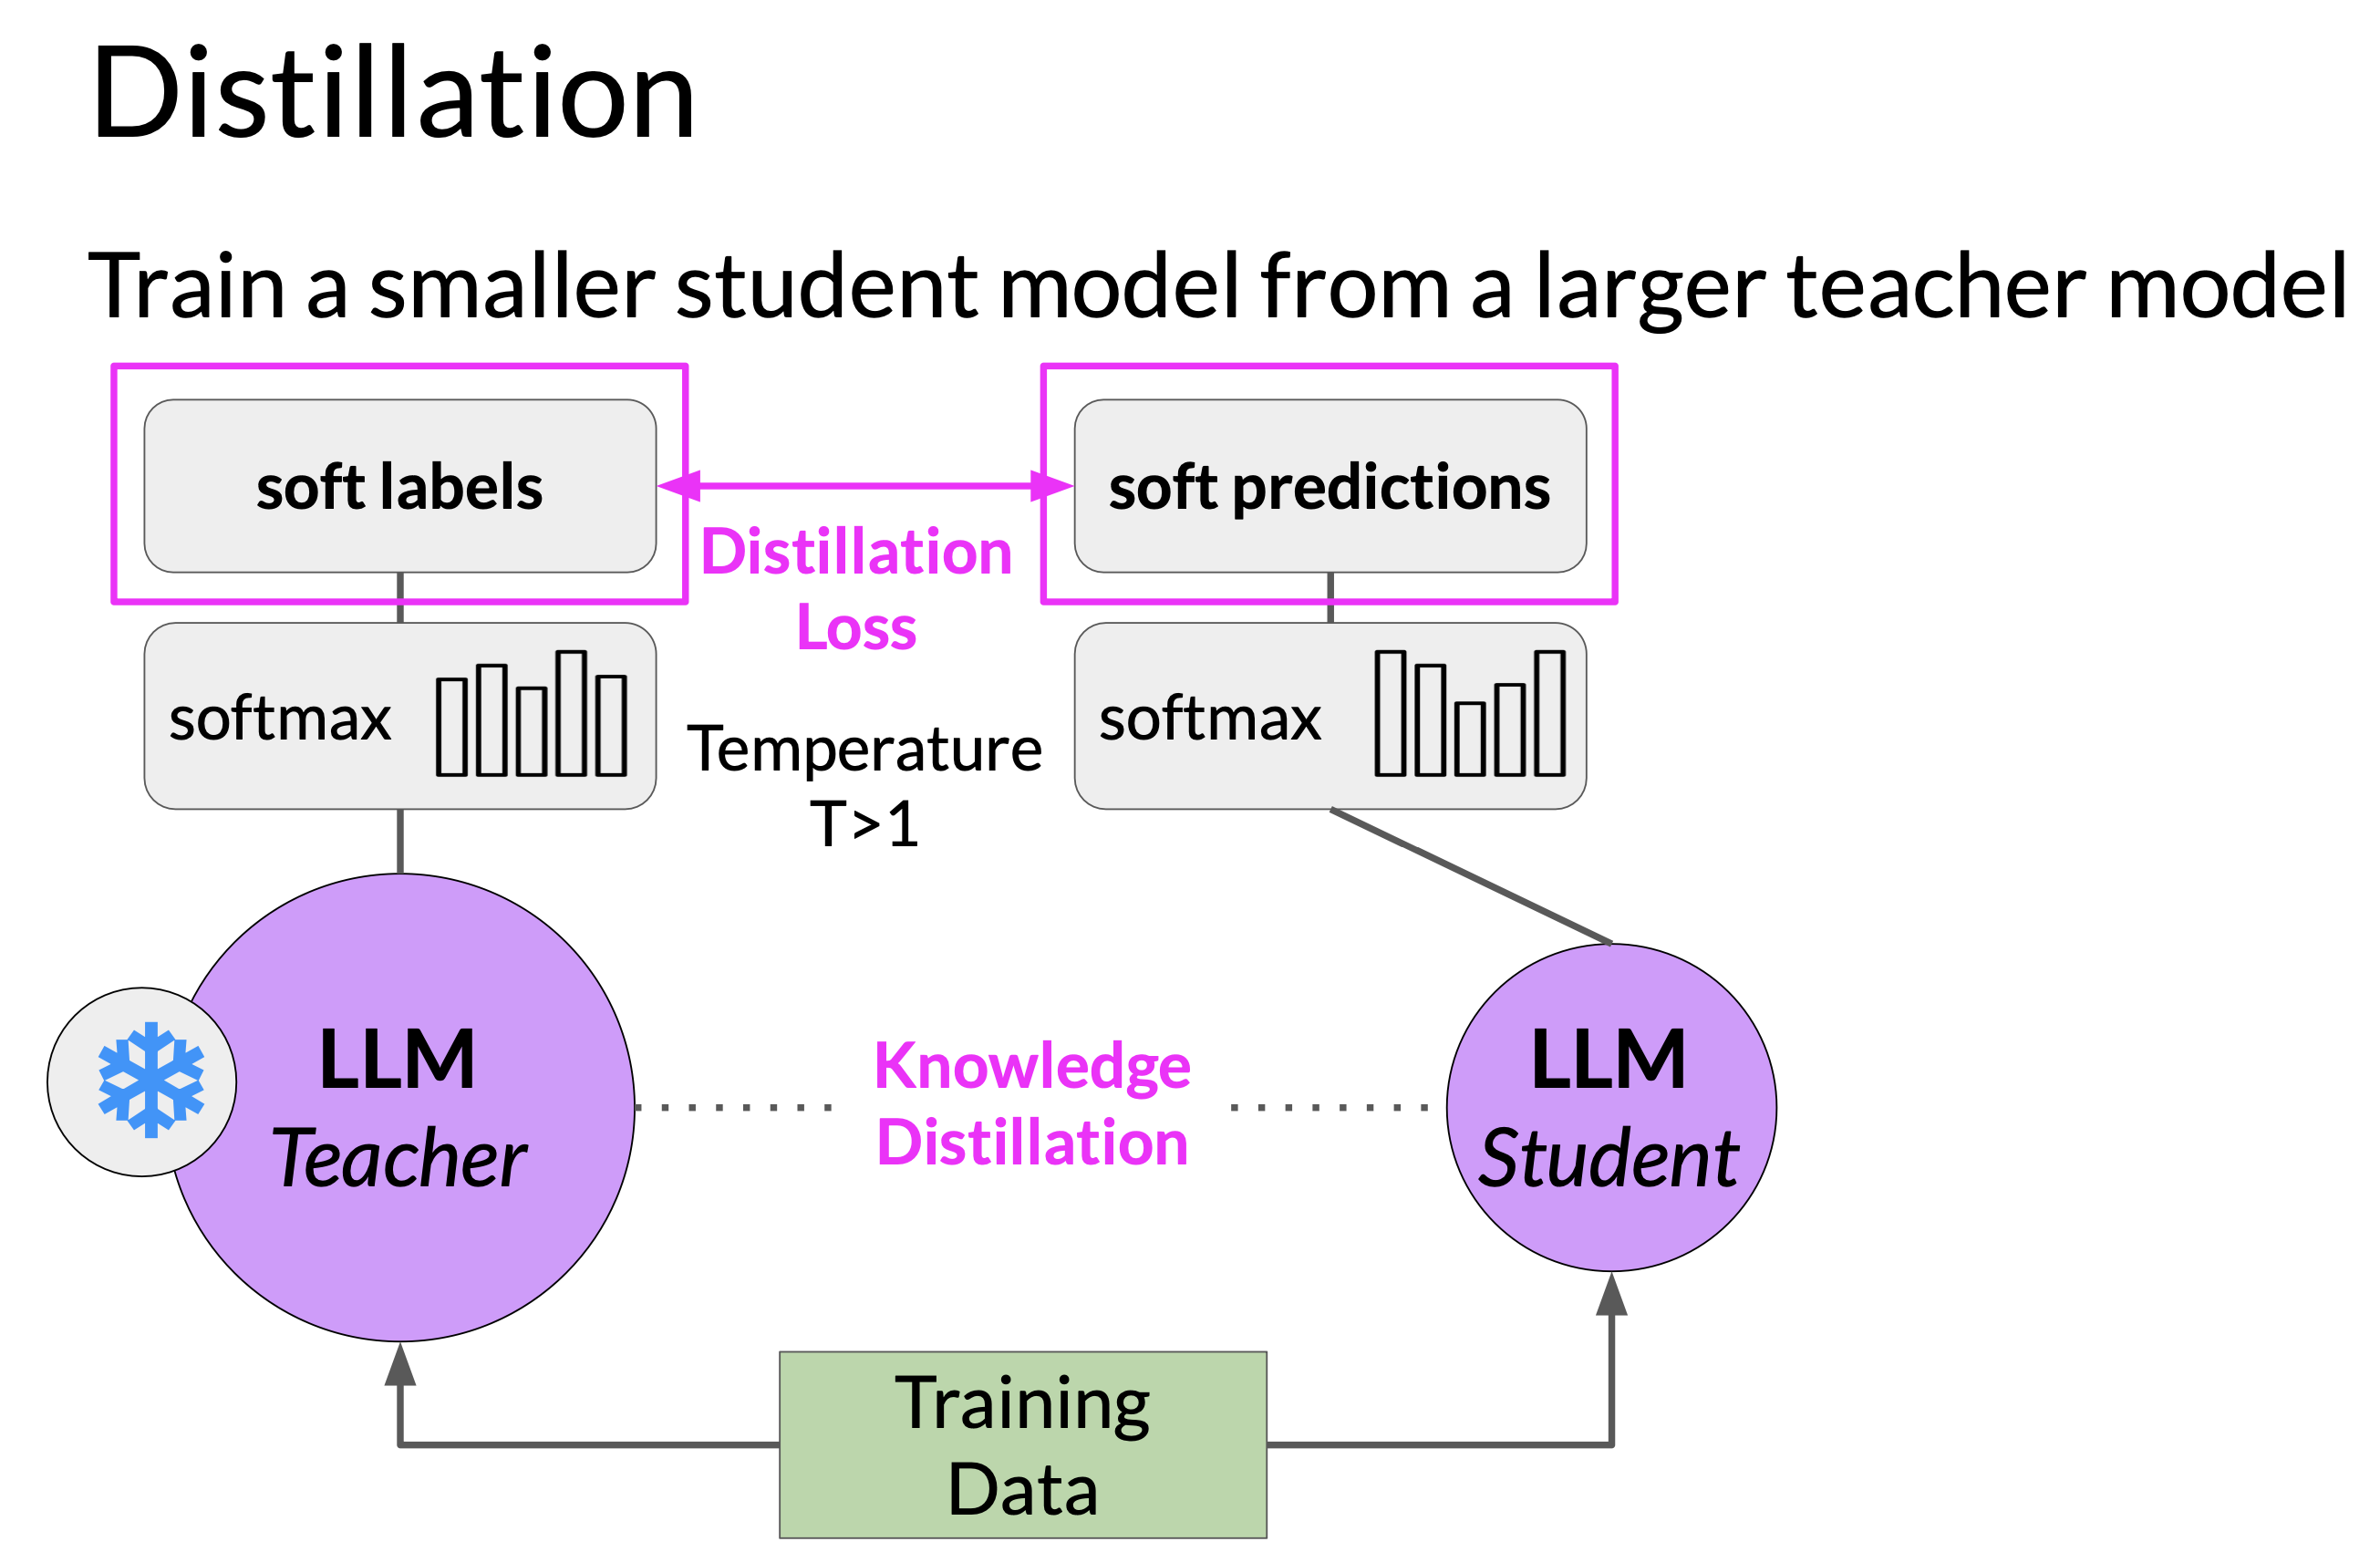 Distillation
Train a smaller student model from a larger teacher model
soft labels
soft predictions
Distillation
Loss
softmax
Temperature
T>1
softmax
LLM
Teacher
Knowledge
Distillation
LLM
Student
Training
Data